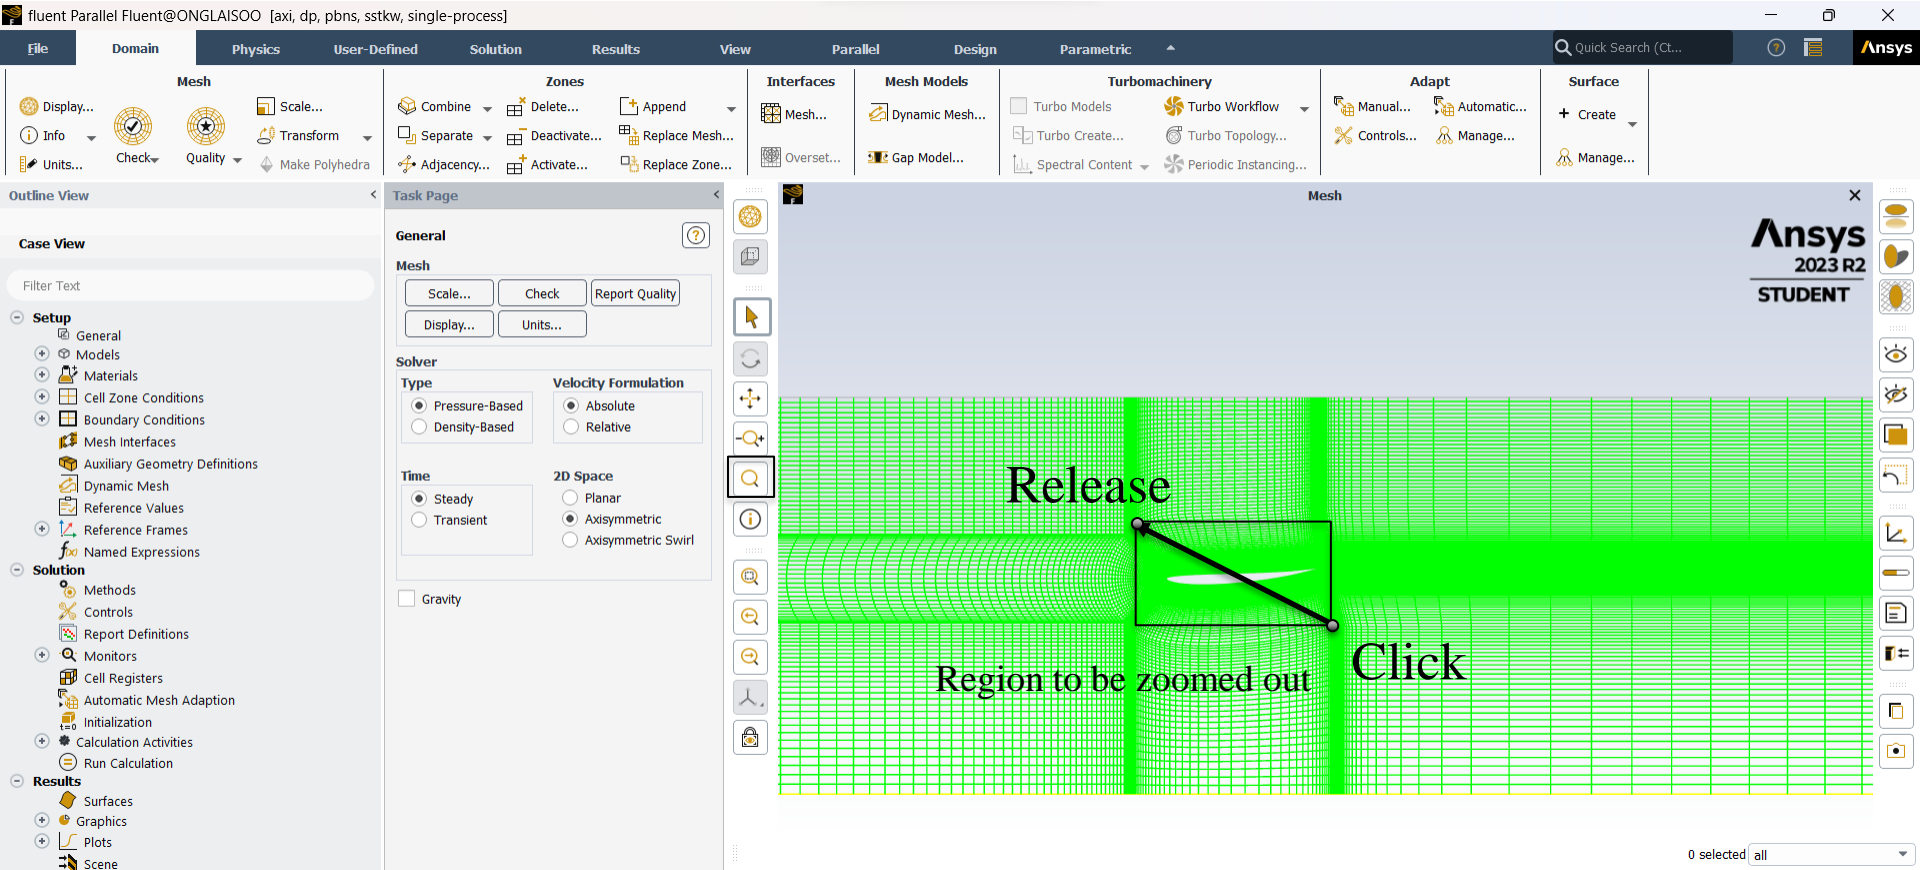 fluent Parallel Fluent@ONGLAISOO [axi, dp, pbns, sstkw, single-process]
File Domain Physics User-Defined Solution Results View Parallel Design Parametric Quick Search (Ct... Ansys
Mesh Zones Interfaces Mesh Models Turbomachinery Adapt Surface
Display... Scale... Combine Delete... Append Mesh... Dynamic Mesh... Turbo Models Turbo Workflow Manual... Automatic... Create
Info Transform Separate Deactivate... Replace Mesh... Turbo Create... Turbo Topology... Controls... Manage...
Units... Check Quality Make Polyhedra Adjacency... Activate... Replace Zone... Overset... Gap Model... Spectral Content Periodic Instancing... Manage...
Outline View
Case View
Filter Text
Setup
General
Models
Materials
Cell Zone Conditions
Boundary Conditions
Mesh Interfaces
Auxiliary Geometry Definitions
Dynamic Mesh
Reference Values
Reference Frames
Named Expressions
Solution
Methods
Controls
Report Definitions
Monitors
Cell Registers
Automatic Mesh Adaption
Initialization
Calculation Activities
Run Calculation
Results
Surfaces
Graphics
Plots
Scene
Task Page
General
Mesh
Scale... Check Report Quality
Display... Units...
Solver
Type Velocity Formulation
Pressure-Based Absolute
Density-Based Relative
Time 2D Space
Planar
Steady Axisymmetric
Transient
Axisymmetric Swirl
Gravity
Mesh
Ansys
2023 R2
STUDENT
Release
Click
Region to be zoomed out
0 selected all